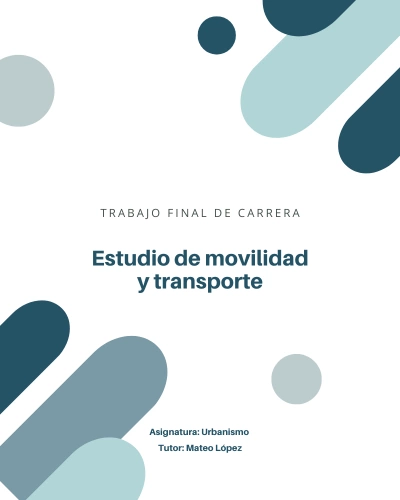 TRABAJO FINAL DE CARRERA
Estudio de movilidad
y transporte
Asignatura: Urbanismo
Tutor: Mateo López